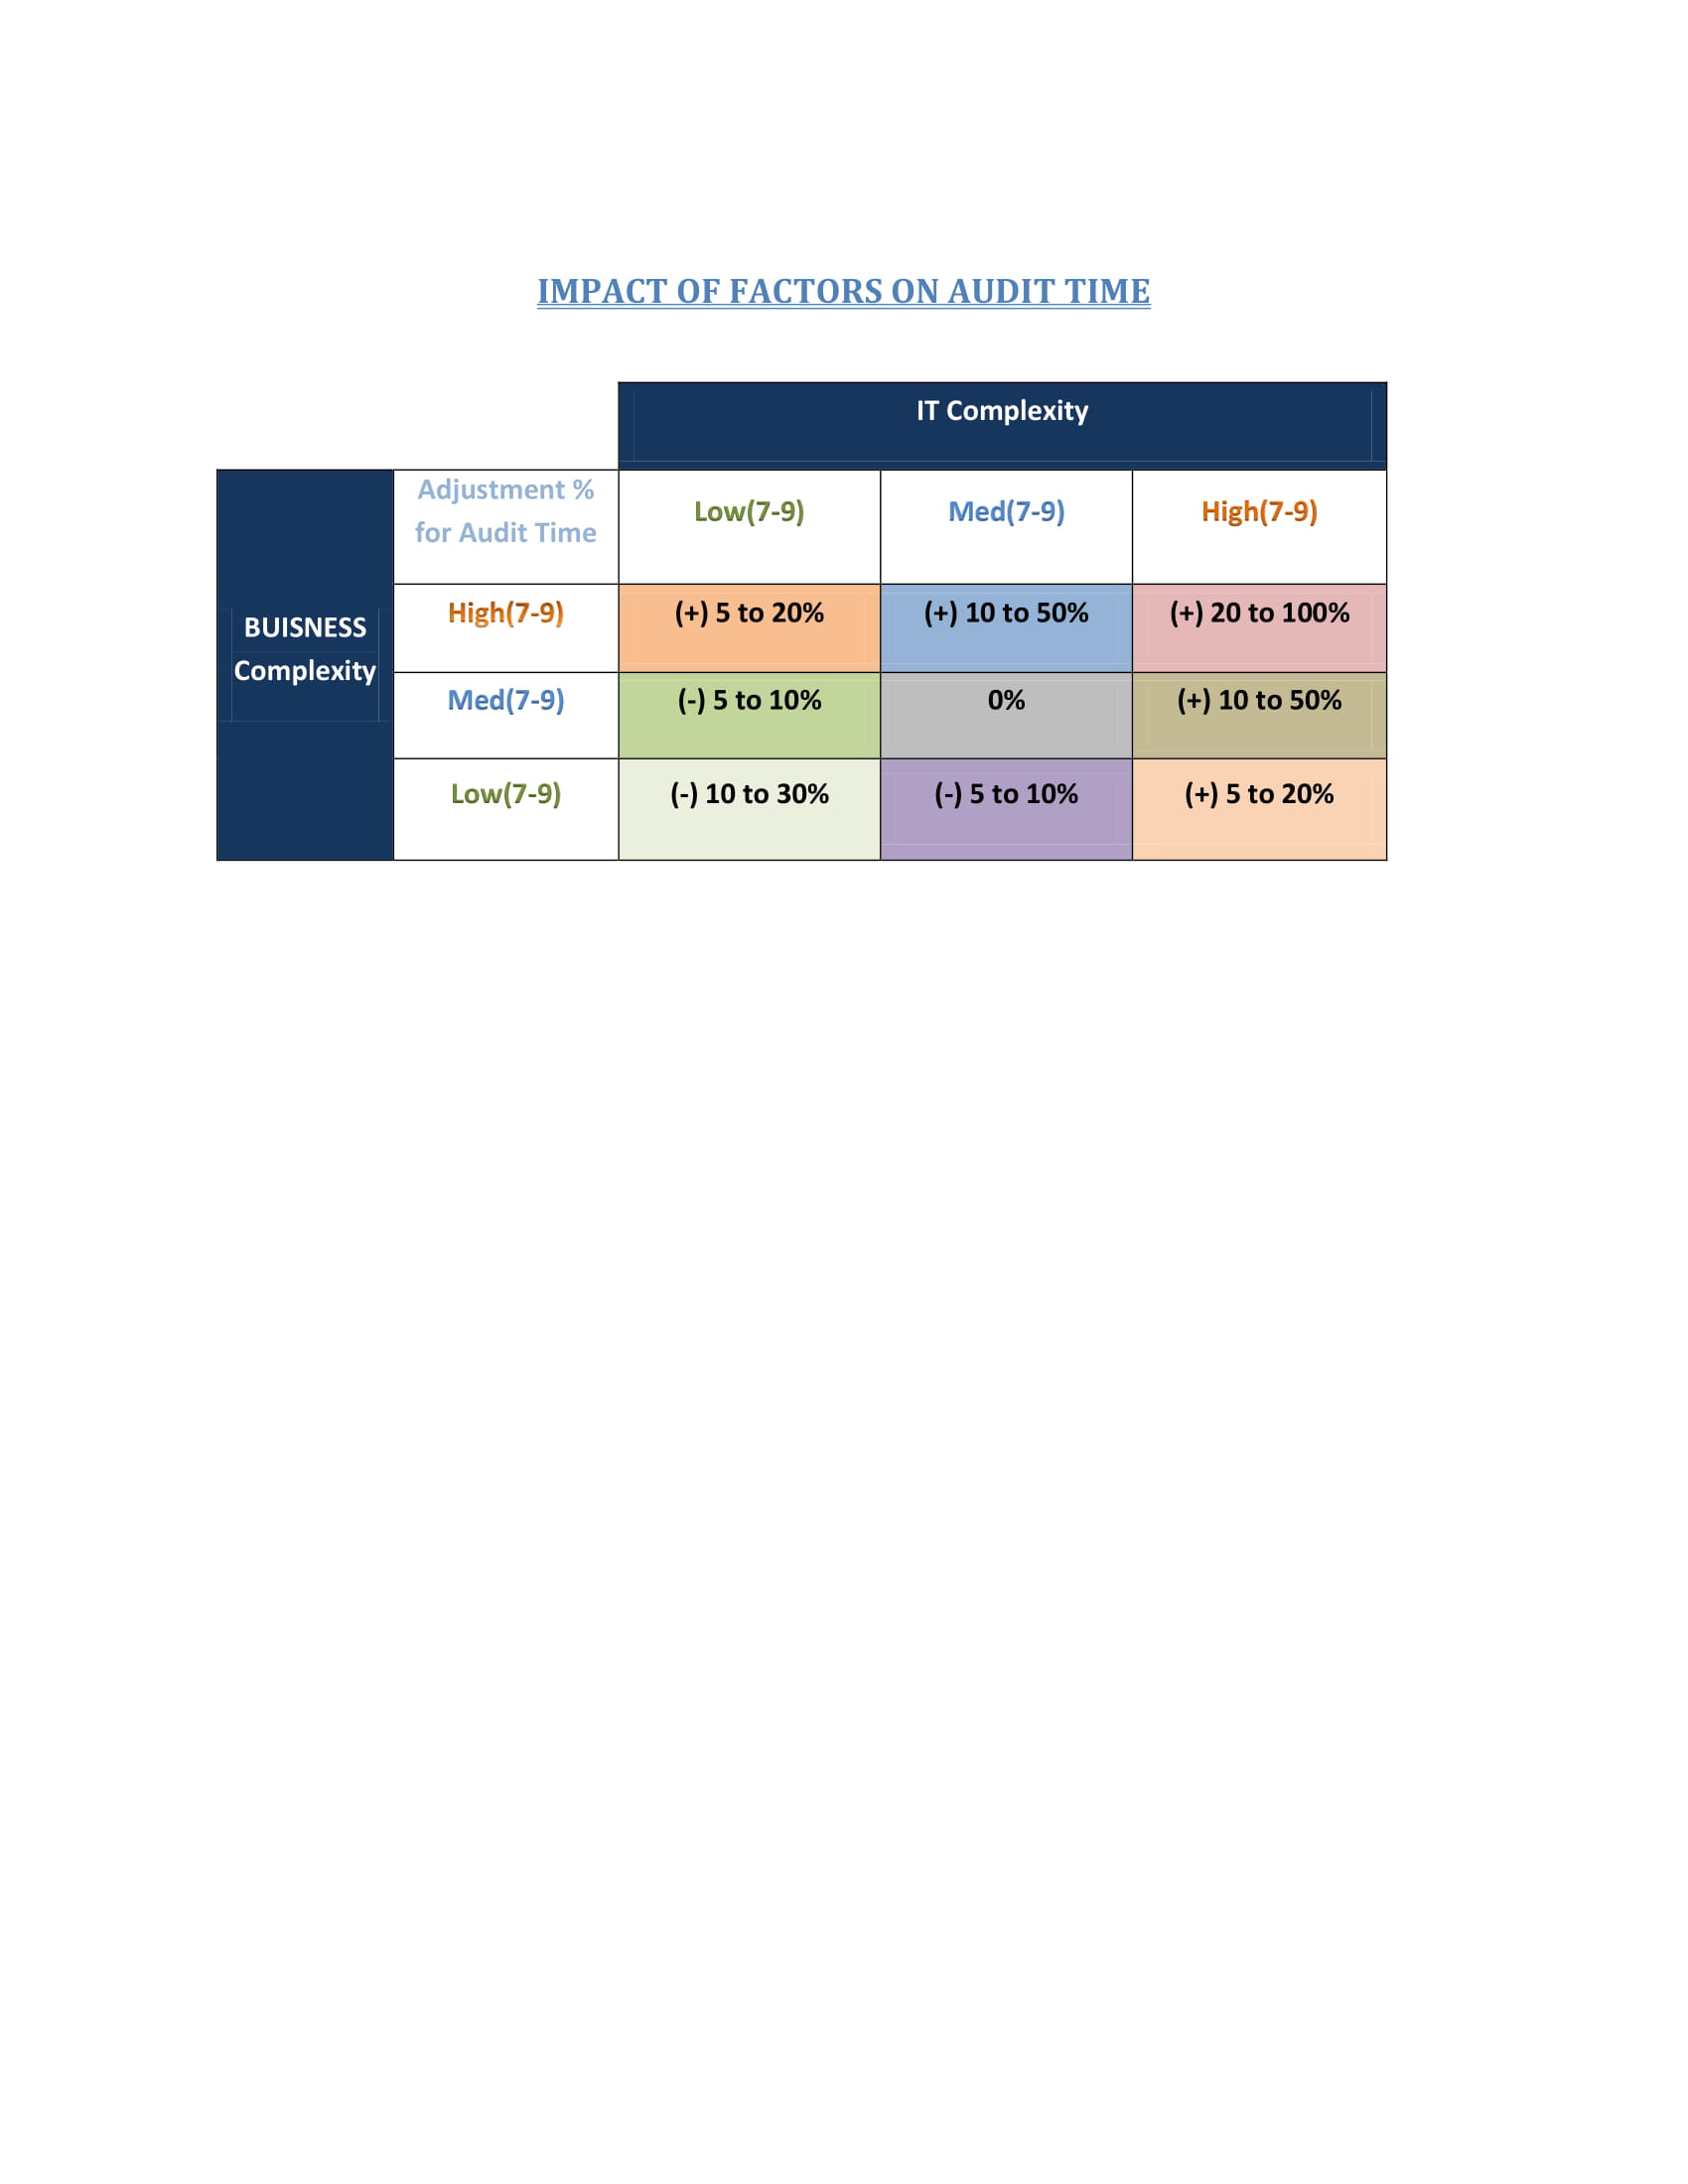 IMPACT OF FACTORS ON AUDIT TIME
IT Complexity
Adjustment %
for Audit Time
Low(7-9)
Med(7-9)
High(7-9)
BUISNESS
Complexity
High(7-9)
(+) 5 to 20%
(+) 10 to 50%
(+) 20 to 100%
Med(7-9)
(-) 5 to 10%
0%
(+) 10 to 50%
Low(7-9)
(-) 10 to 30%
(-) 5 to 10%
(+) 5 to 20%